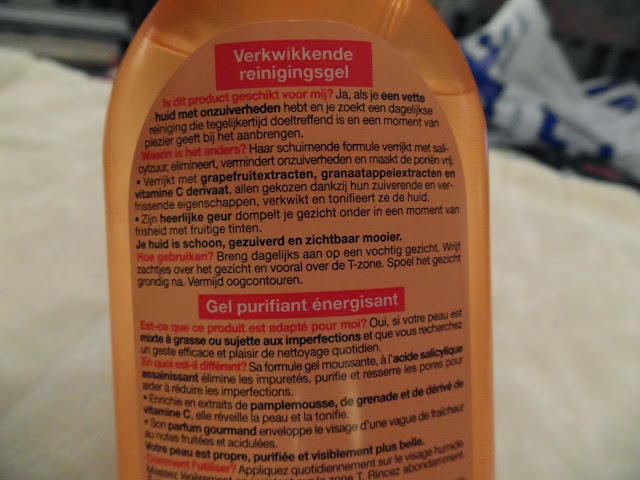 Verkwikkende
reinigingsgel
Is dit product geschikt voor mij? Ja, als je een vette
huid met onzuiverheden hebt en je zoekt een dagelijkse
reiniging die tegelijkertijd doeltreffend is en een moment van
plezier geeft bij het aanbrengen.
Waarin is het anders? Haar schuimende formule verrijkt met sali-
cylzuur, elimineert, vermindert onzuiverheden en maakt de poriën vrij.
• Verrijkt met grapefruitextracten, granaatappelextracten en
vitamine C derivaat, allen gekozen dankzij hun zuiverende en ver-
frissende eigenschappen, verkwikt en tonifieert ze de huid.
• Zijn heerlijke geur dompelt je gezicht onder in een moment van
frisheid met fruitige tinten.
Je huid is schoon, gezuiverd en zichtbaar mooier.
Hoe gebruiken? Breng dagelijks aan op een vochtig gezicht. Wrijf
zachtjes over het gezicht en vooral over de T-zone. Spoel het gezicht
grondig na. Vermijd oogcontouren.
Gel purifiant énergisant
Est-ce que ce produit est adapté pour moi? Oui, si votre peau est
mixte à grasse ou sujette aux imperfections et que vous recherchez
un geste efficace et plaisir de nettoyage quotidien.
En quoi est-il différent? Sa formule gel moussante, à l'acide salicylique
assainissant élimine les impuretés, purifie et resserre les pores pour
aider à réduire les imperfections.
• Enrichie en extraits de pamplemousse, de grenade et de dérivé de
vitamine C, elle réveille la peau et la tonifie.
• Son parfum gourmand enveloppe le visage d'une vague de fraîcheur
au notes fruitées et acidulées.
Votre peau est propre, purifiée et visiblement plus belle.
Comment l'utiliser? Appliquez quotidiennement sur le visage humide.
Massez légèrement en insistant sur la zone T. Rincez abondamment.